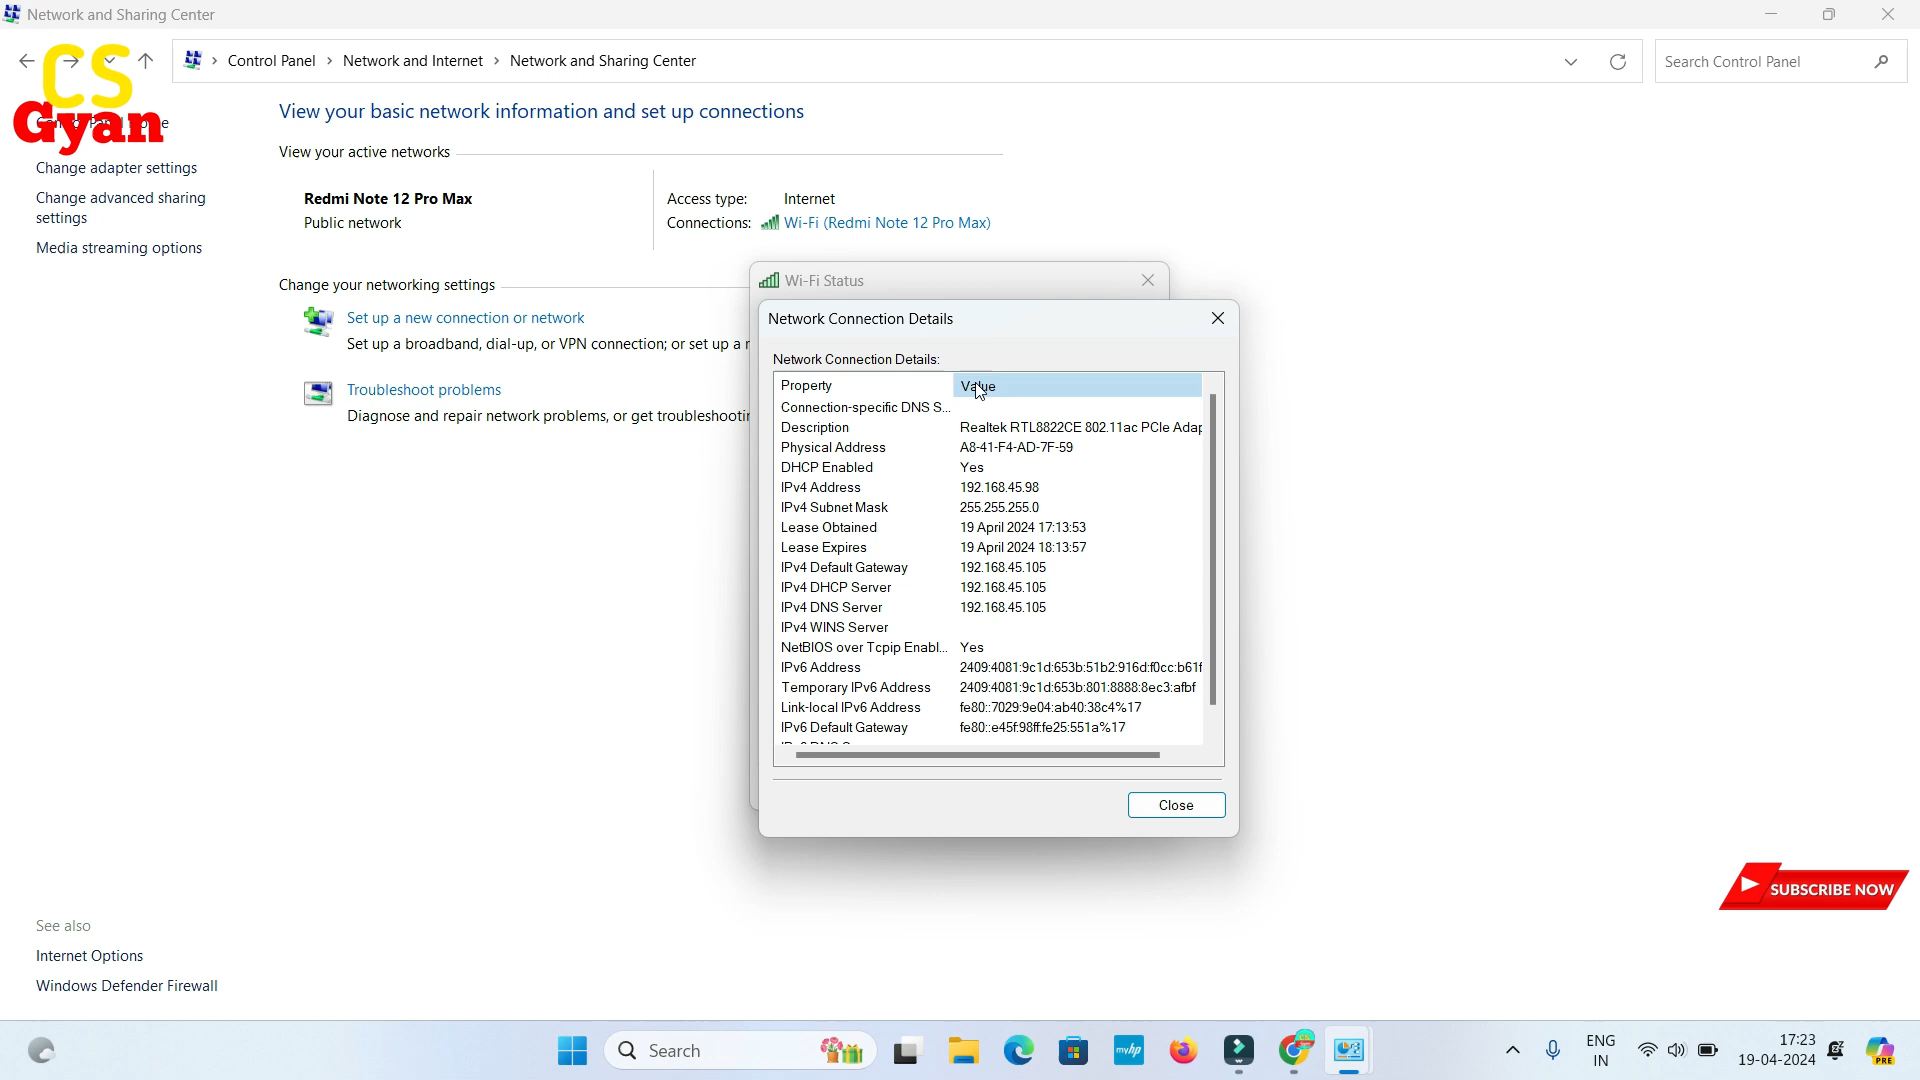 Network and Sharing Center
Control Panel > Network and Internet > Network and Sharing Center
Search Control Panel
CS
Gyan
Change adapter settings
Change advanced sharing
settings
Media streaming options
View your basic network information and set up connections
View your active networks
Redmi Note 12 Pro Max
Public network
Access type: Internet
Connections: Wi-Fi (Redmi Note 12 Pro Max)
Change your networking settings
Set up a new connection or network
Set up a broadband, dial-up, or VPN connection; or set up a r
Troubleshoot problems
Diagnose and repair network problems, or get troubleshootin
Wi-Fi Status
Network Connection Details
Network Connection Details:
Property Value
Connection-specific DNS S...
Description Realtek RTL8822CE 802.11ac PCIe Adap
Physical Address A8-41-F4-AD-7F-59
DHCP Enabled Yes
IPv4 Address 192.168.45.98
IPv4 Subnet Mask 255.255.255.0
Lease Obtained 19 April 2024 17:13:53
Lease Expires 19 April 2024 18:13:57
IPv4 Default Gateway 192.168.45.105
IPv4 DHCP Server 192.168.45.105
IPv4 DNS Server 192.168.45.105
IPv4 WINS Server
NetBIOS over Tcpip Enabl... Yes
IPv6 Address 2409:4081:9c1d:653b:51b2:916d:f0cc:b61f
Temporary IPv6 Address 2409:4081:9c1d:653b:801:8888:8ec3:afbf
Link-local IPv6 Address fe80::7029:9e04:ab40:38c4%17
IPv6 Default Gateway fe80::e45f:98ff:fe25:551a%17
Close
SUBSCRIBE NOW
See also
Internet Options
Windows Defender Firewall
Search
myhp
ENG
IN
17:23
19-04-2024
PRE